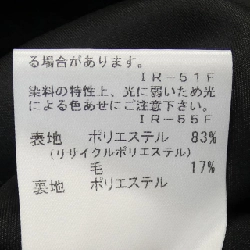 る場合があります。
IR-51F
染料の特性上、光に弱いため光
による色あせにご注意下さい。
IR-55F
表地 ポリエステル 83%
(リサイクルポリエステル)
毛 17%
裏地 ポリエステル